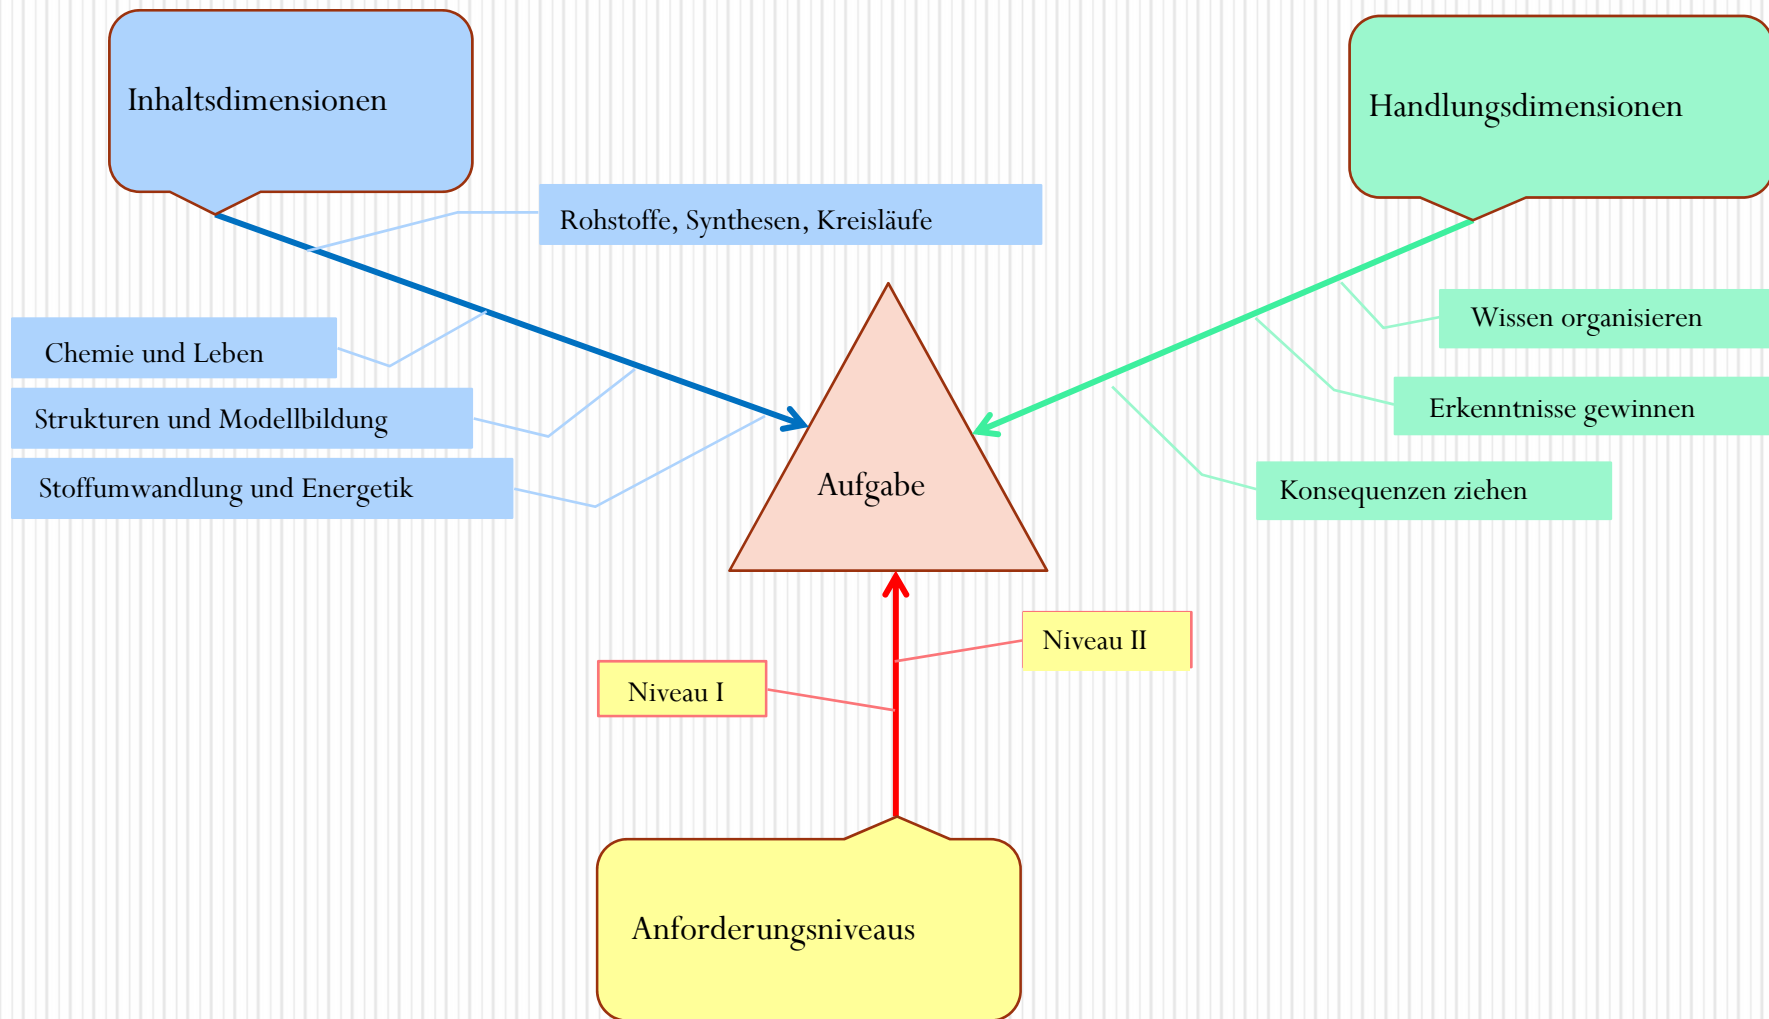 Inhaltsdimensionen
Handlungsdimensionen
Rohstoffe, Synthesen, Kreisläufe
Chemie und Leben
Strukturen und Modellbildung
Stoffumwandlung und Energetik
Wissen organisieren
Erkenntnisse gewinnen
Konsequenzen ziehen
Aufgabe
Niveau II
Niveau I
Anforderungsniveaus